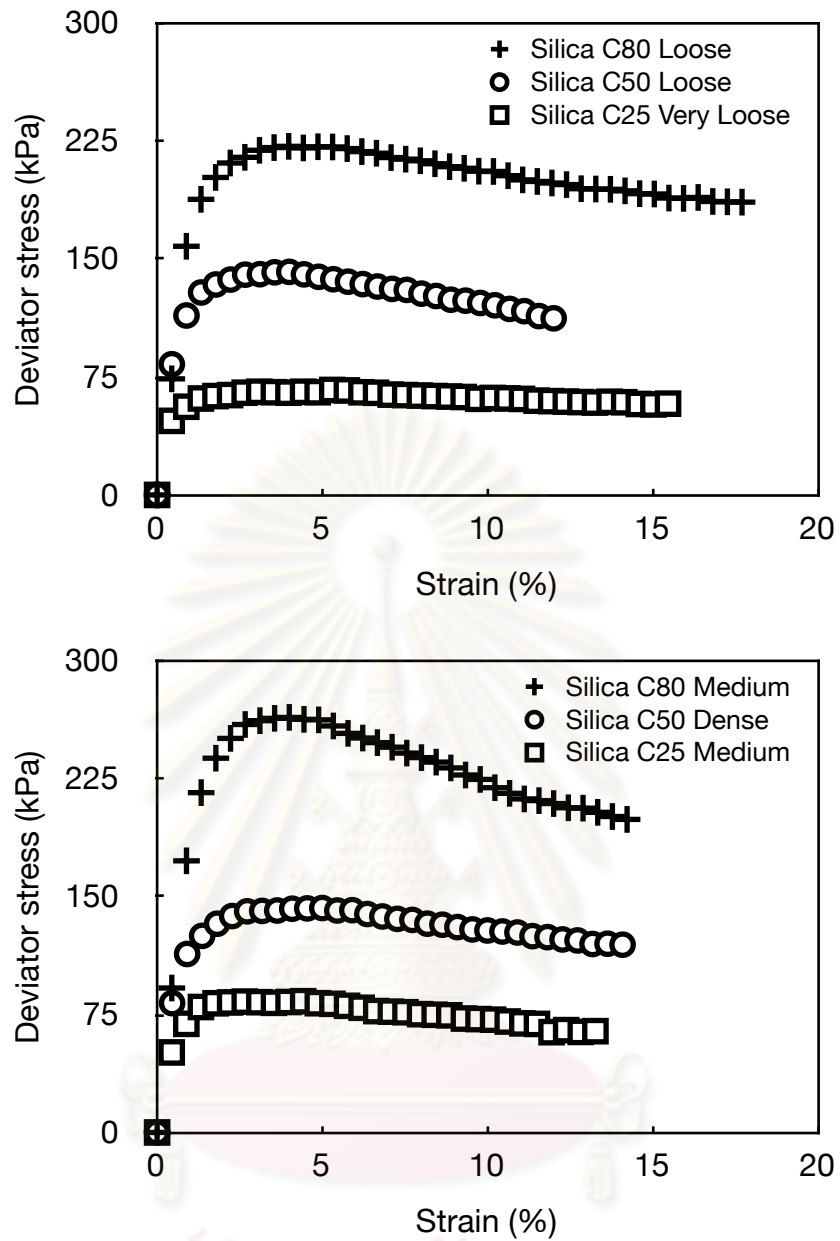 300
225
150
75
0
Deviator stress (kPa)
Silica C80 Loose
Silica C50 Loose
Silica C25 Very Loose
0 5 10 15 20
Strain (%)
300
225
150
75
0
Deviator stress (kPa)
Silica C80 Medium
Silica C50 Dense
Silica C25 Medium
0 5 10 15 20
Strain (%)